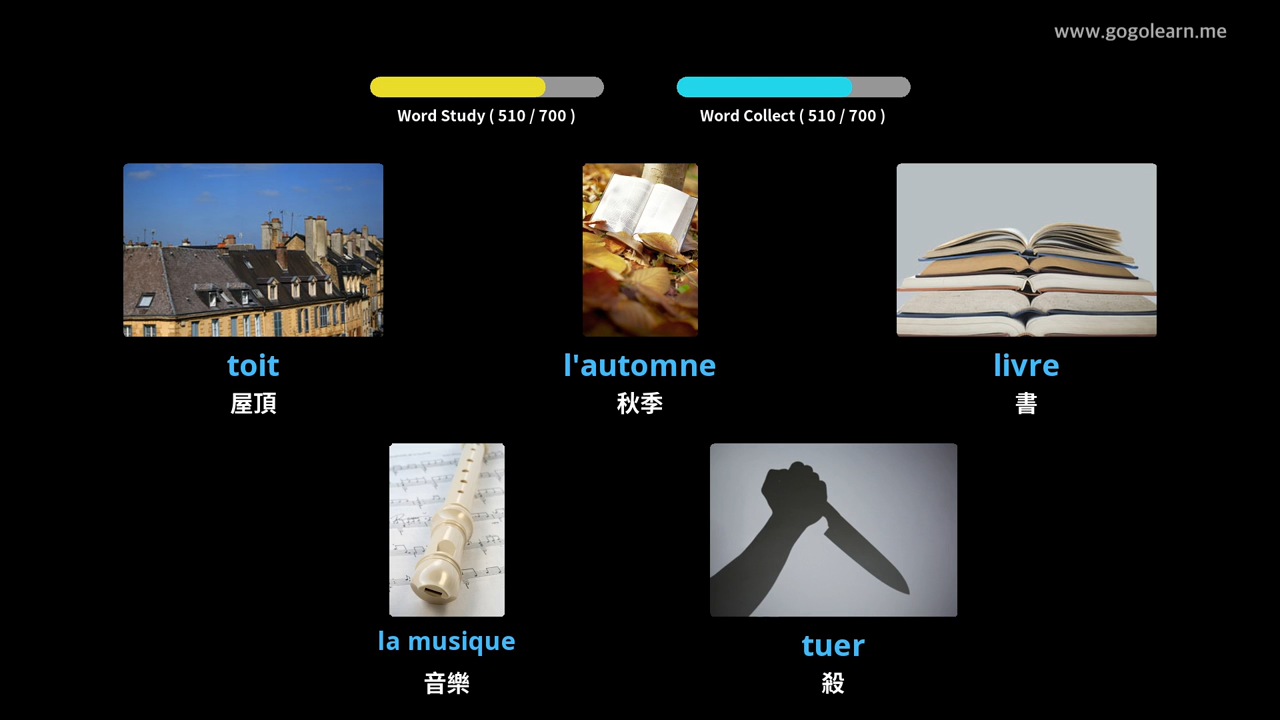 www.gogolearn.me
Word Study ( 510 / 700 )
Word Collect ( 510 / 700 )
toit
屋頂
l'automne
秋季
livre
書
la musique
音樂
tuer
殺